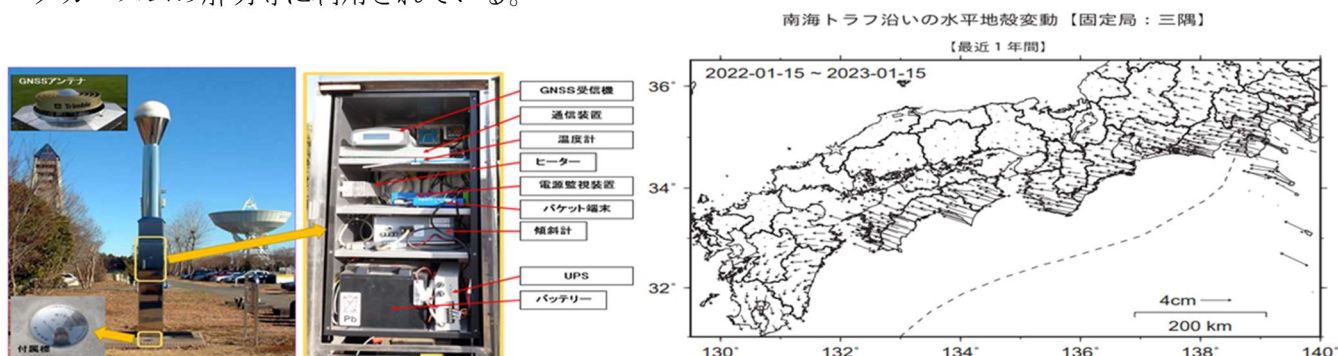 南海トラフ沿いの水平地殻変動【固定局：三隅】
【最近１年間】
GNSSアンテナ
Trimble
付属標
GNSS受信機
通信装置
温度計
ヒーター
電源監視装置
パケット端末
傾斜計
UPS
バッテリー
Pb
2022-01-15 ~ 2023-01-15
36°
34°
32°
4cm
200 km
130°
132°
134°
136°
138°
140°